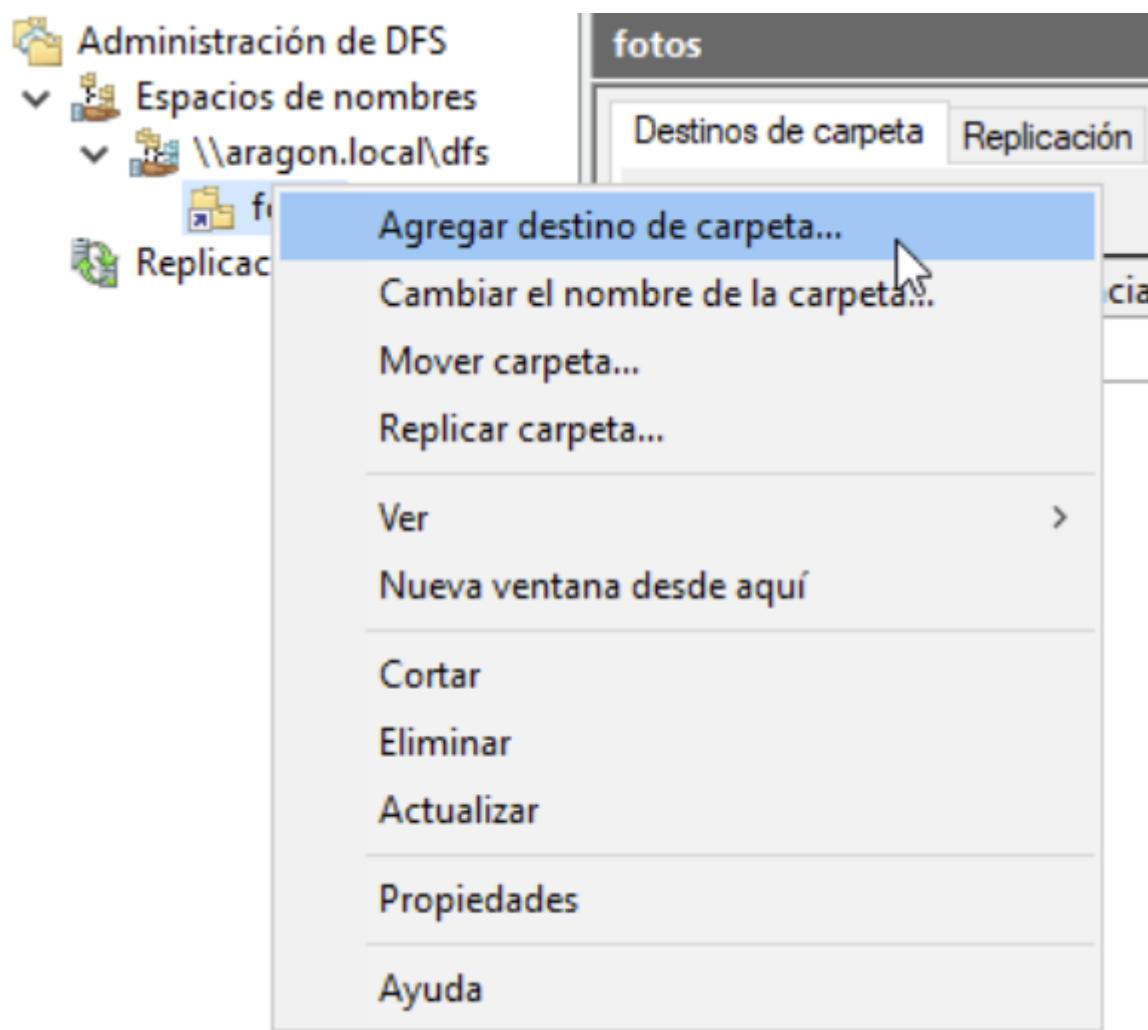 Administración de DFS
Espacios de nombres
\\aragon.local\dfs
Replicac
fotos
Destinos de carpeta Replicación
Agregar destino de carpeta...
Cambiar el nombre de la carpeta...
cia
Mover carpeta...
Replicar carpeta...
Ver
Nueva ventana desde aquí
Cortar
Eliminar
Actualizar
Propiedades
Ayuda